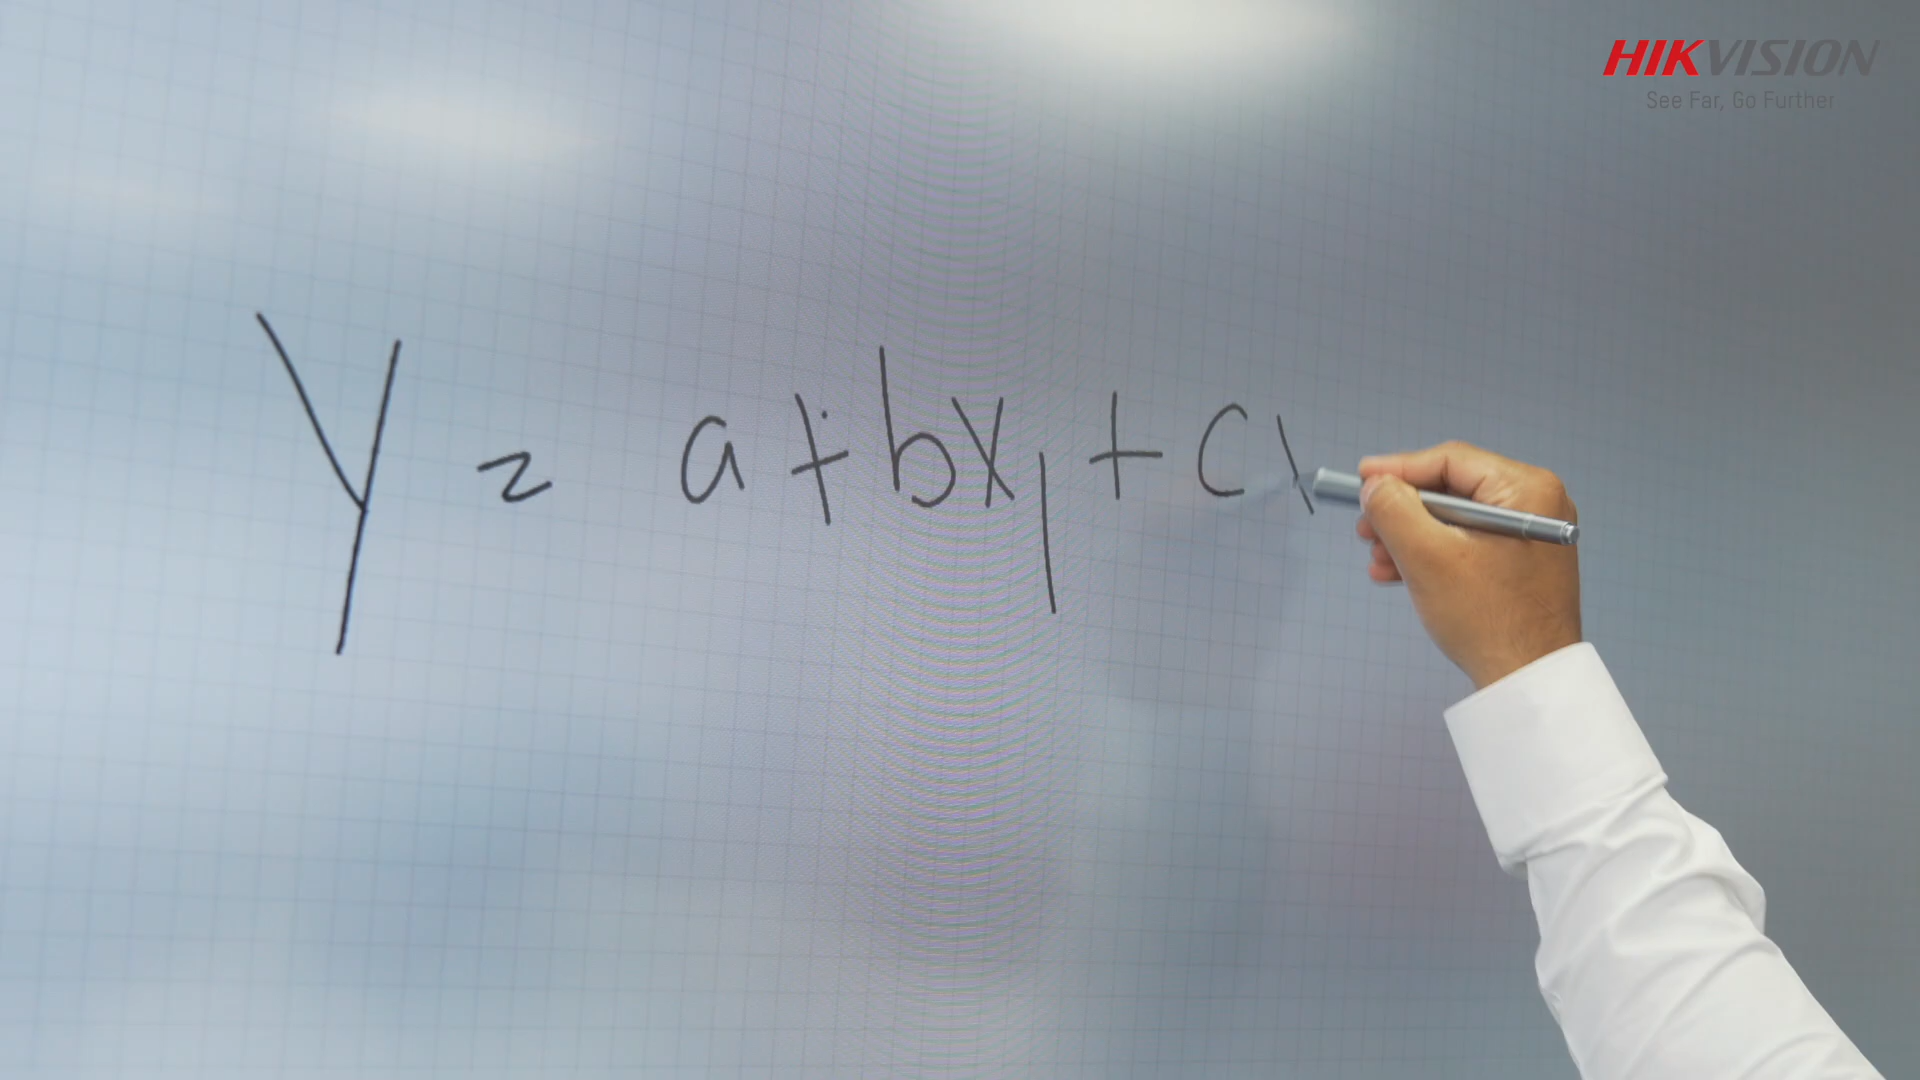 HIKVISION
See Far, Go Further
y = a + bx₁ + c